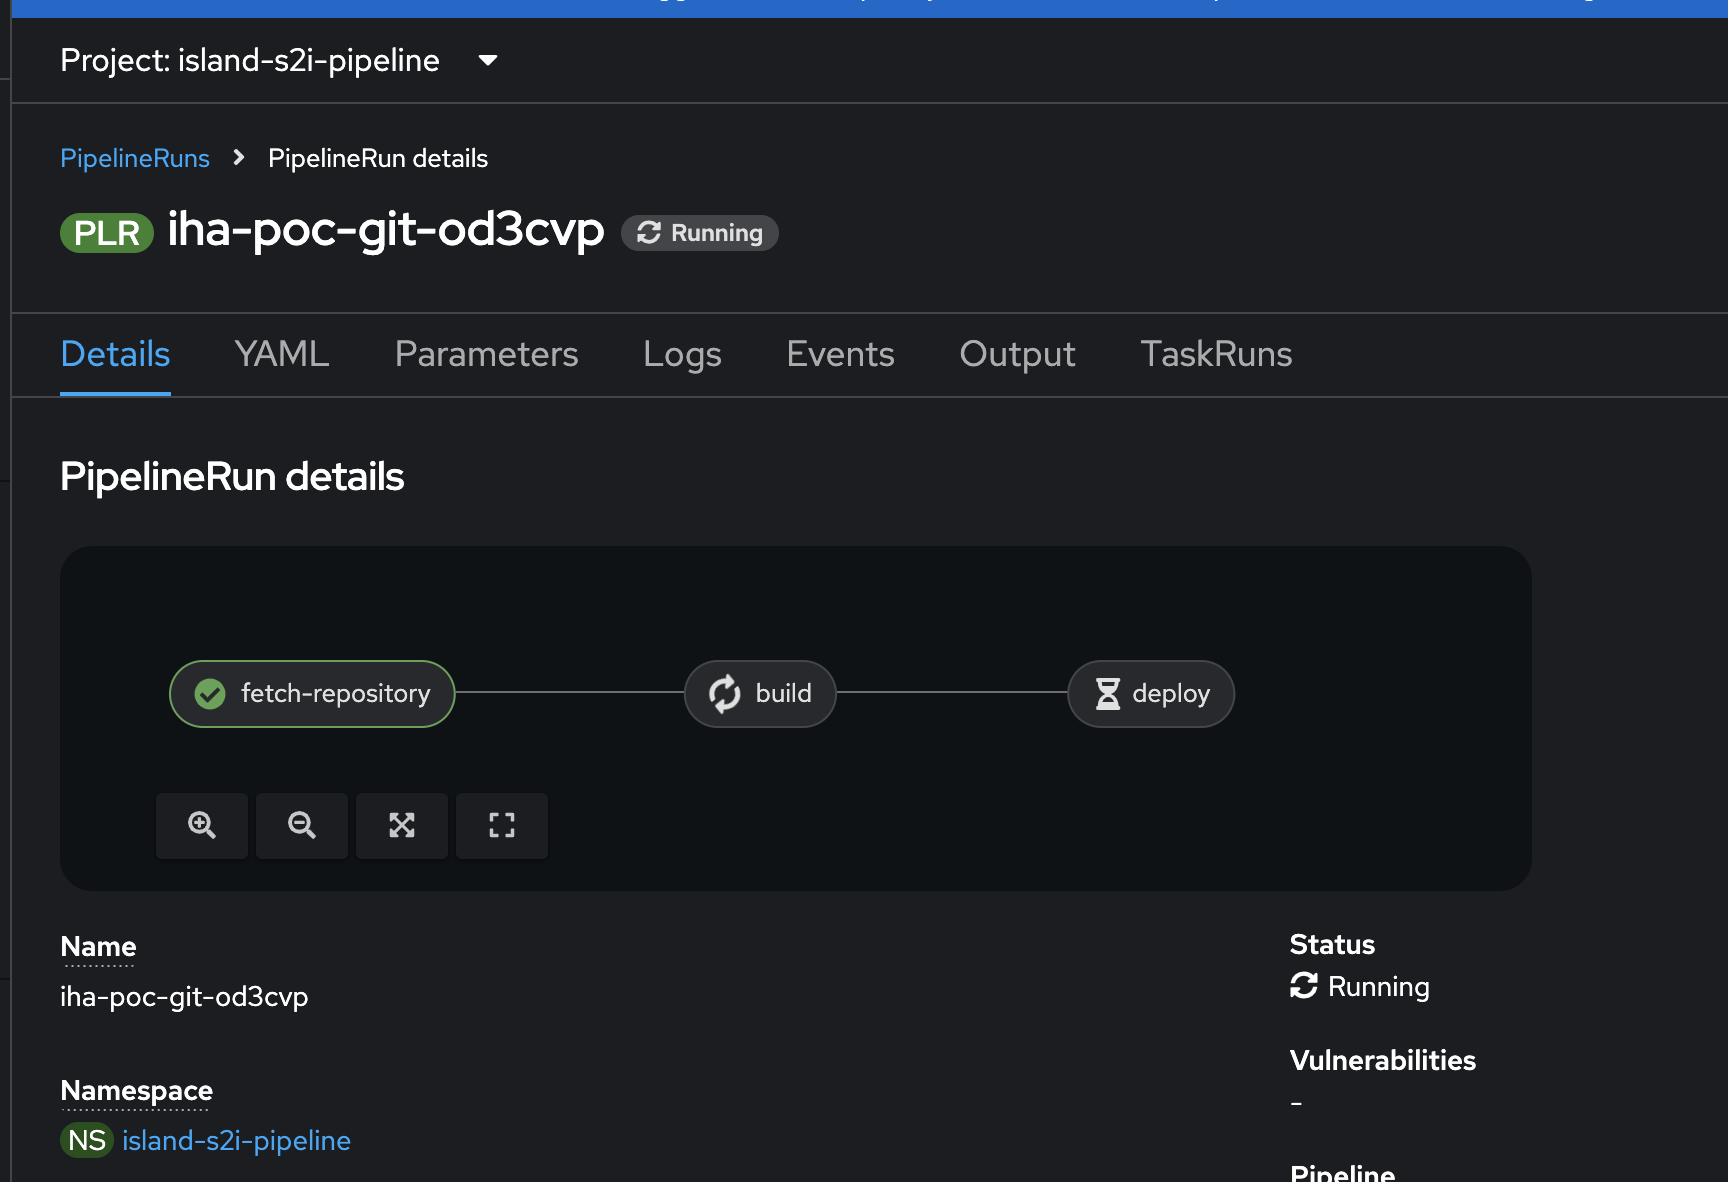 Project: island-s2i-pipeline
PipelineRuns > PipelineRun details
PLR iha-poc-git-od3cvp Running
Details YAML Parameters Logs Events Output TaskRuns
PipelineRun details
fetch-repository build deploy
Name
iha-poc-git-od3cvp
Namespace
NS island-s2i-pipeline
Status
Running
Vulnerabilities
-
Pipeline